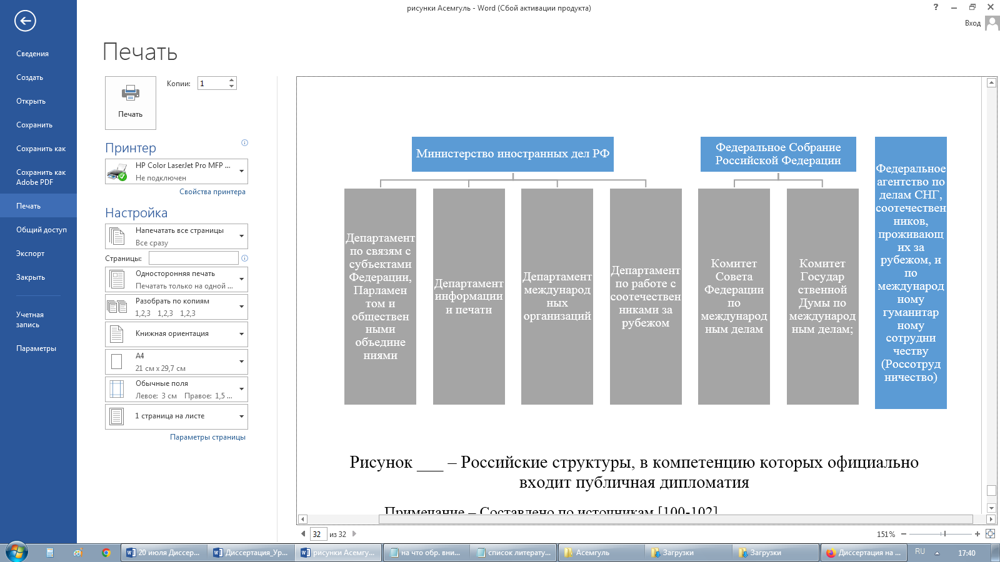 рисунки Асемгуль - Word (Сбой активации продукта)
Вход
Сведения
Создать
Открыть
Сохранить
Сохранить как
Сохранить как
Adobe PDF
Печать
Общий доступ
Экспорт
Закрыть
Учетная
запись
Параметры
Печать
Печать
Копии: 1
Принтер
HP Color LaserJet Pro MFP ...
Не подключен
Свойства принтера
Настройка
Напечатать все страницы
Все сразу
Страницы:
Односторонняя печать
Печатать только на одной ...
Разобрать по копиям
1,2,3 1,2,3 1,2,3
Книжная ориентация
A4
21 см x 29,7 см
Обычные поля
Левое: 3 см Правое: 1,5 ...
1 страница на листе
Параметры страницы
Министерство иностранных дел РФ
Департамент
по связям с
субъектами
Федерации,
Парламен
том и
обществен
ными
объедине
ниями
Департамент
информации
и печати
Департамент
международ
ных
организаций
Департамент
по работе с
соотечествен
никами за
рубежом
Федеральное Собрание
Российской Федерации
Комитет
Совета
Федерации
по
международ
ным делам
Комитет
Государ
ственной
Думы по
международ
ным делам;
Федеральное
агентство по
делам СНГ,
соотечествен
ников,
проживающ
их за
рубежом, и
по
международ
ному
гуманитар
ному
сотрудни
честву
(Россотруд
ничество)
Рисунок ___ – Российские структуры, в компетенцию которых официально
входит публичная дипломатия
Примечание – Составлено по источникам [100-102]
32 из 32
151%
20 июля Диссер...
Диссертация_Ур...
рисунки Асемгу...
на что обр. вни...
список литерату...
Асемгуль
Загрузки
Загрузки
Диссертация на ...
RU
17:40